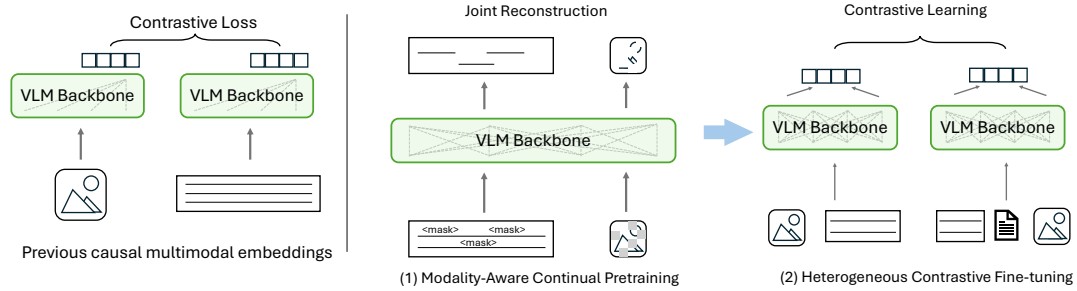 Contrastive Loss
VLM Backbone
VLM Backbone
Previous causal multimodal embeddings
Joint Reconstruction
VLM Backbone
<mask> <mask>
<mask>
(1) Modality-Aware Continual Pretraining
Contrastive Learning
VLM Backbone
VLM Backbone
(2) Heterogeneous Contrastive Fine-tuning